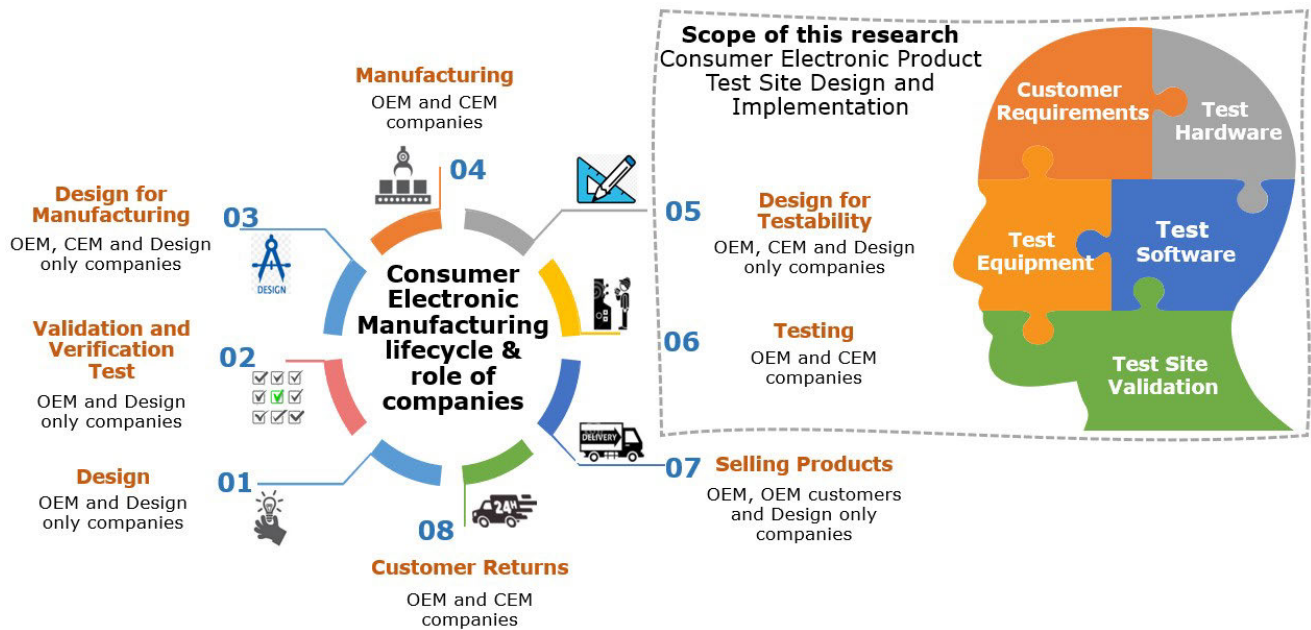 Scope of this research
Consumer Electronic Product
Test Site Design and
Implementation
Customer
Requirements
Test
Hardware
Test
Equipment
Test
Software
Test Site
Validation
Consumer
Electronic
Manufacturing
lifecycle &
role of
companies
01
Design
OEM and Design
only companies
02
Validation and
Verification
Test
OEM and Design
only companies
03
Design for
Manufacturing
OEM, CEM and Design
only companies
DESIGN
04
Manufacturing
OEM and CEM
companies
05
Design for
Testability
OEM, CEM and Design
only companies
06
Testing
OEM and CEM
companies
07
Selling Products
OEM, OEM customers
and Design only
companies
DELIVERY
08
Customer Returns
OEM and CEM
companies
24H